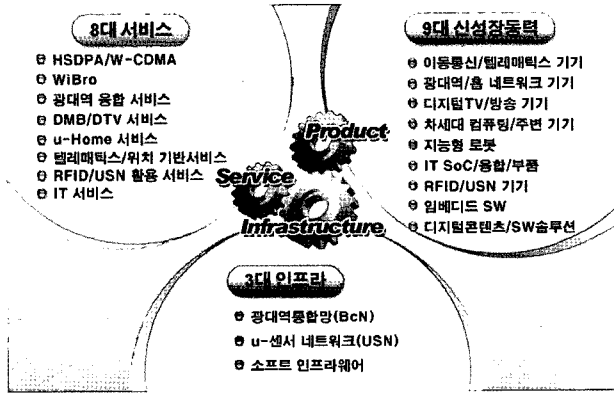 8대 서비스
HSDPA/W-CDMA
WiBro
광대역 융합 서비스
DMB/DTV 서비스
u-Home 서비스
텔레매틱스/위치 기반서비스
RFID/USN 활용 서비스
IT 서비스
9대 신성장동력
이동통신/텔레매틱스 기기
광대역/홈 네트워크 기기
디지털TV/방송 기기
차세대 컴퓨팅/주변 기기
지능형 로봇
IT SoC/융합/부품
RFID/USN 기기
임베디드 SW
디지털콘텐츠/SW솔루션
Product
Service
Infrastructure
3대 인프라
광대역통합망(BcN)
u-센서 네트워크(USN)
소프트 인프라웨어